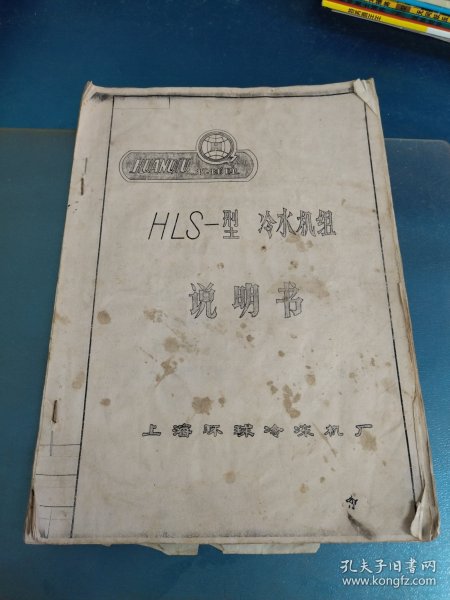 HUANQIU
HLS-型 冷水机组
说明书
上海环球冷冻机厂
孔夫子旧书网
www.kongfz.com